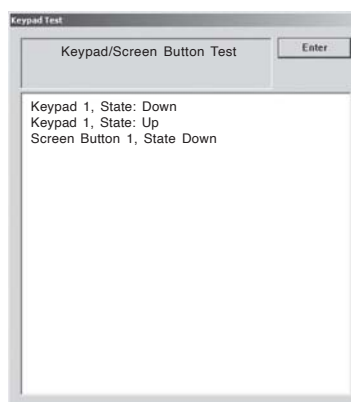 Keypad Test
Keypad/Screen Button Test
Enter
Keypad 1, State: Down
Keypad 1, State: Up
Screen Button 1, State Down